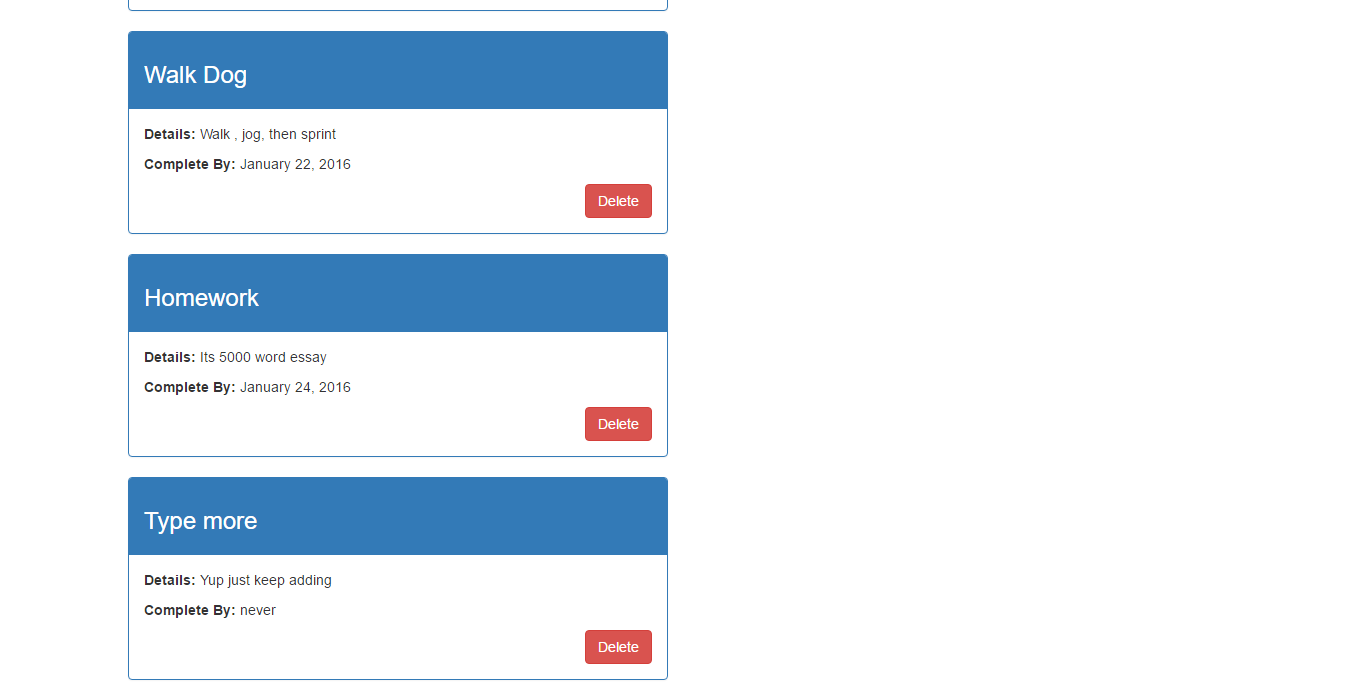 Walk Dog
Details: Walk , jog, then sprint
Complete By: January 22, 2016
Delete
Homework
Details: Its 5000 word essay
Complete By: January 24, 2016
Delete
Type more
Details: Yup just keep adding
Complete By: never
Delete